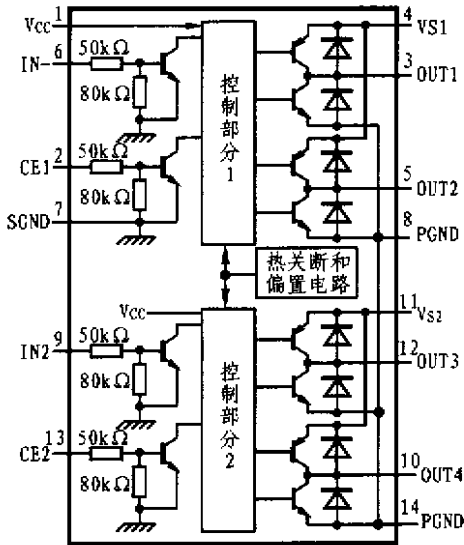 1
VCC
6
IN-
50kΩ
80kΩ
2
CE1
50kΩ
80kΩ
7
SGND
控制部分1
4
VS1
3
OUT1
5
OUT2
8
PGND
热关断和
偏置电路
VCC
9
IN2
50kΩ
80kΩ
13
CE2
50kΩ
80kΩ
控制部分2
11
VS2
12
OUT3
10
OUT4
14
PGND